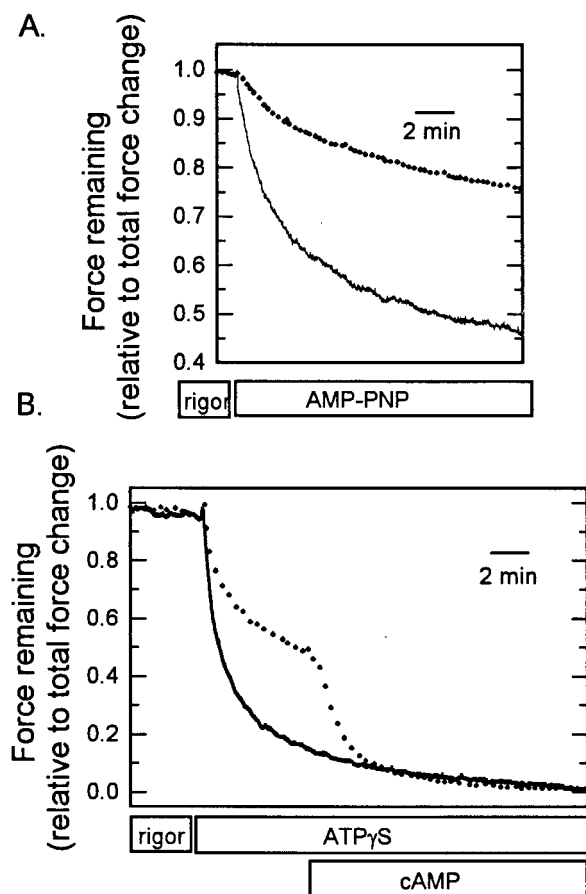 A.
Force remaining
(relative to total force change)
1.0
0.9
0.8
0.7
0.6
0.5
0.4
2 min
rigor
AMP-PNP
B.
Force remaining
(relative to total force change)
1.0
0.8
0.6
0.4
0.2
0.0
2 min
rigor
ATPγS
cAMP